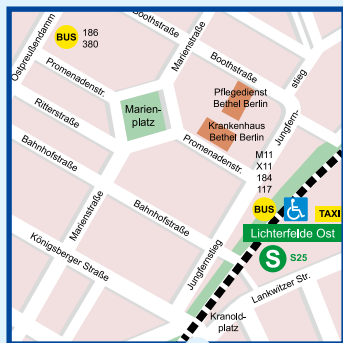 Ostpreußendamm
BUS
186
380
Boothstraße
Marienstraße
Boothstraße
Promenadenstr.
Ritterstraße
Bahnhofstraße
Marien-
platz
Pflegedienst
Bethel Berlin
Krankenhaus
Bethel Berlin
Jungfern-
stieg
Promenadenstr.
M11
X11
184
117
BUS
TAXI
Lichterfelde Ost
S
S25
Marienstraße
Bahnhofstraße
Jungfernstieg
Königsberger Straße
Lankwitzer Str.
Kranold-
platz